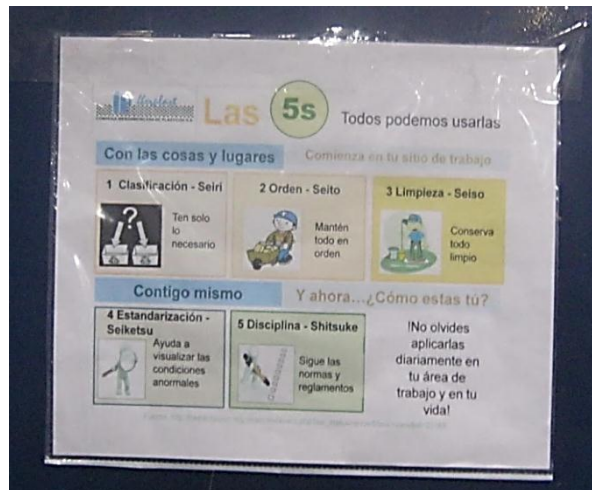 Las 5s Todos podemos usarlas
Con las cosas y lugares Comienza en tu sitio de trabajo
1 Clasificación - Seiri
Ten solo
lo
necesario
2 Orden - Seito
Mantén
todo en
orden
3 Limpieza - Seiso
Conserva
todo
limpio
Contigo mismo Y ahora...¿Cómo estas tú?
4 Estandarización -
Seiketsu
Ayuda a
visualizar las
condiciones
anormales
5 Disciplina - Shitsuke
Sigue las
normas y
reglamentos
!No olvides
aplicarlas
diariamente en
tu área de
trabajo y en tu
vida!